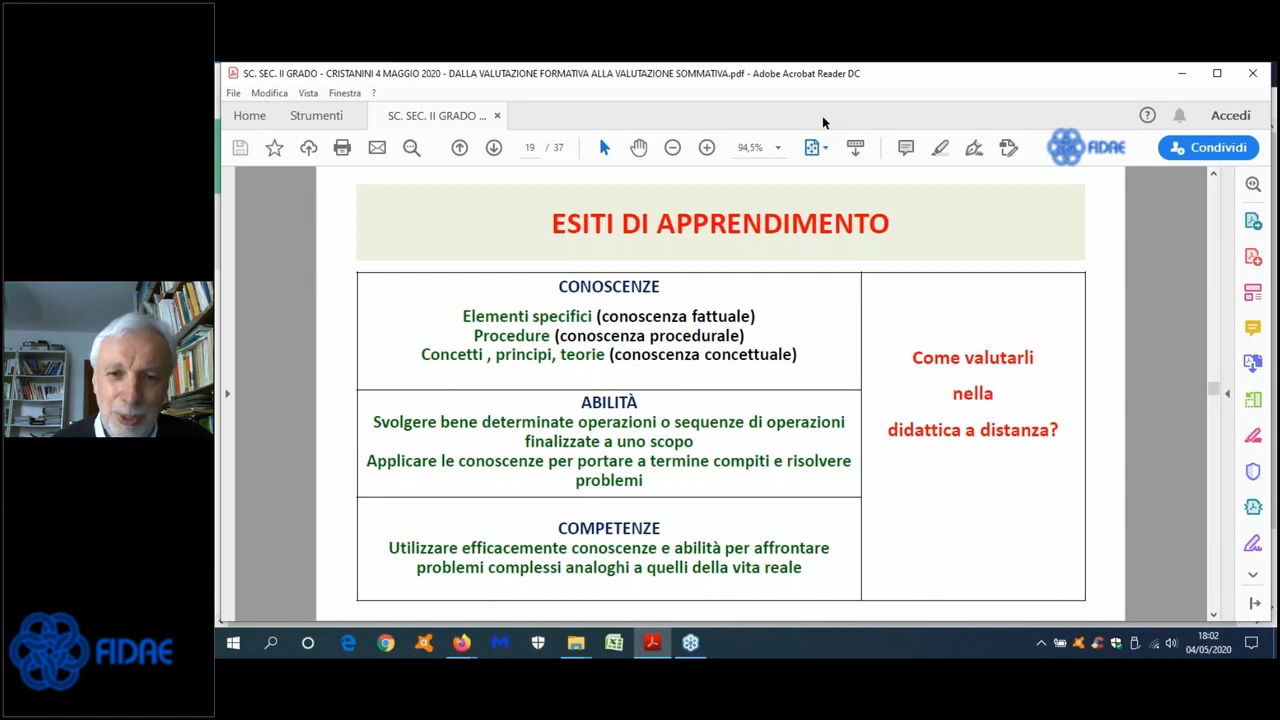 SC. SEC. II GRADO - CRISTANINI 4 MAGGIO 2020 - DALLA VALUTAZIONE FORMATIVA ALLA VALUTAZIONE SOMMATIVA.pdf - Adobe Acrobat Reader DC
File Modifica Vista Finestra ?
Home Strumenti SC. SEC. II GRADO ... × Accedi
19 / 37 94,5% FIDAE Condividi
ESITI DI APPRENDIMENTO
CONOSCENZE
Elementi specifici (conoscenza fattuale)
Procedure (conoscenza procedurale)
Concetti , principi, teorie (conoscenza concettuale)
ABILITÀ
Svolgere bene determinate operazioni o sequenze di operazioni
finalizzate a uno scopo
Applicare le conoscenze per portare a termine compiti e risolvere
problemi
COMPETENZE
Utilizzare efficacemente conoscenze e abilità per affrontare
problemi complessi analoghi a quelli della vita reale
Come valutarli
nella
didattica a distanza?
FIDAE
18:02
04/05/2020